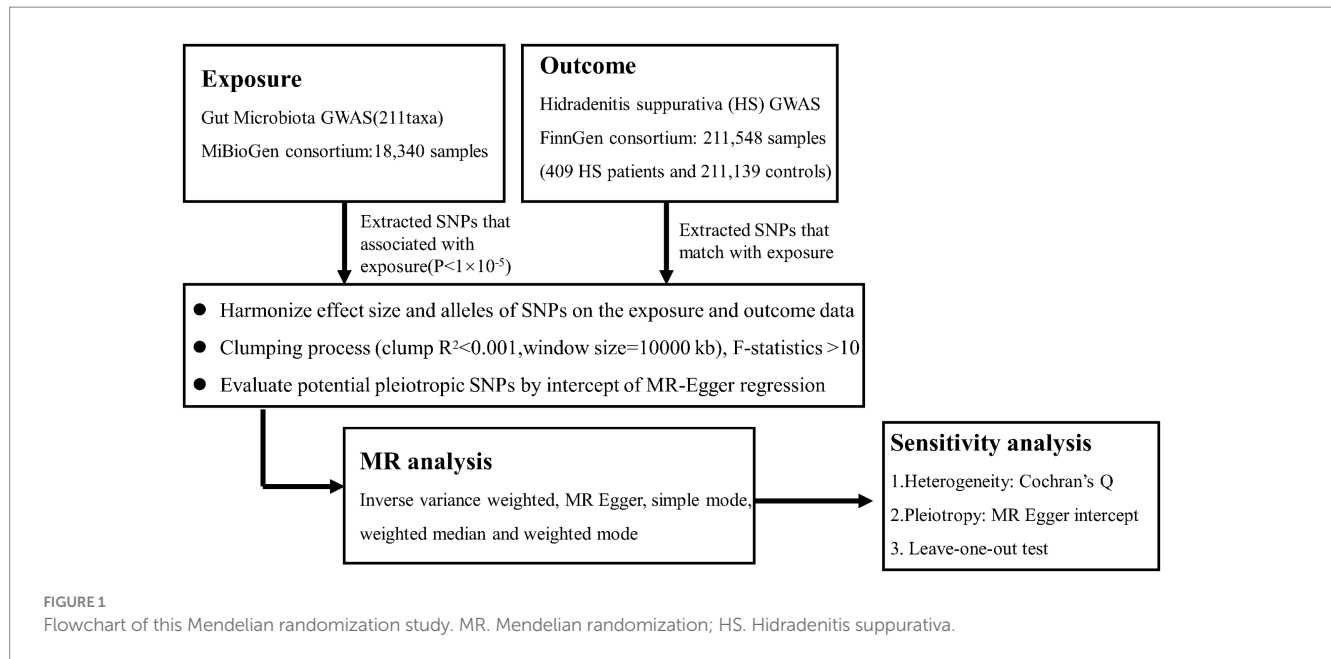 Exposure
Gut Microbiota GWAS(211taxa)
MiBioGen consortium:18,340 samples
Outcome
Hidradenitis suppurativa (HS) GWAS
FinnGen consortium: 211,548 samples
(409 HS patients and 211,139 controls)
Extracted SNPs that
associated with
exposure(P<1×10⁻⁵)
Extracted SNPs that
match with exposure
● Harmonize effect size and alleles of SNPs on the exposure and outcome data
● Clumping process (clump R²<0.001,window size=10000 kb), F-statistics >10
● Evaluate potential pleiotropic SNPs by intercept of MR-Egger regression
MR analysis
Inverse variance weighted, MR Egger, simple mode,
weighted median and weighted mode
Sensitivity analysis
1.Heterogeneity: Cochran's Q
2.Pleiotropy: MR Egger intercept
3. Leave-one-out test
FIGURE 1
Flowchart of this Mendelian randomization study. MR. Mendelian randomization; HS. Hidradenitis suppurativa.